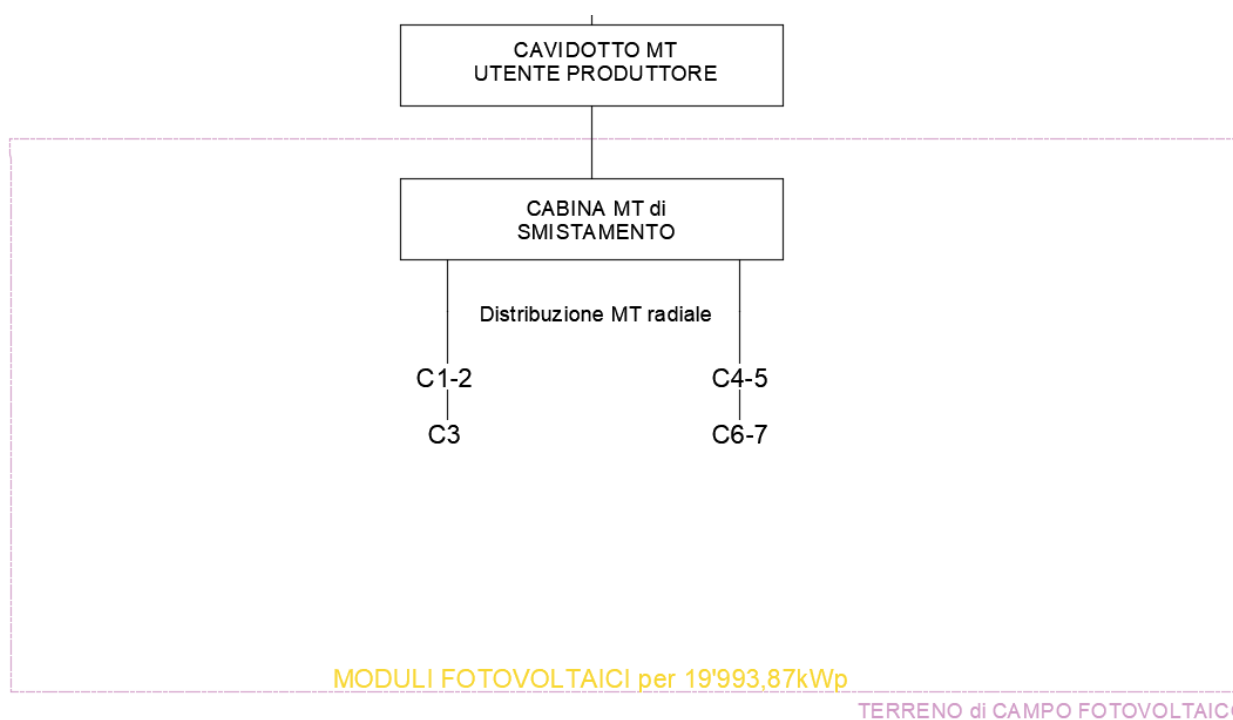 CAVIDOTTO MT
UTENTE PRODUTTORE
CABINA MT di
SMISTAMENTO
Distribuzione MT radiale
C1-2
C4-5
C3
C6-7
MODULI FOTOVOLTAICI per 19'993,87kWp
TERRENO di CAMPO FOTOVOLTAICO